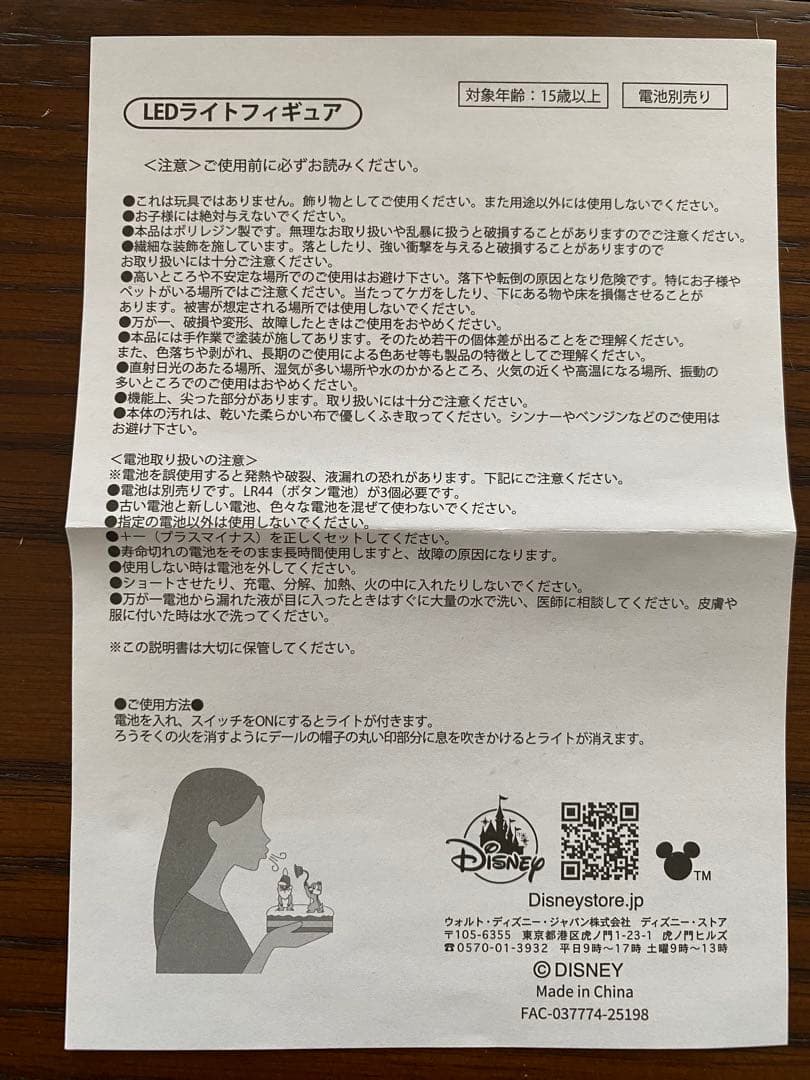 LEDライトフィギュア
対象年齢：15歳以上
電池別売り
＜注意＞ご使用前に必ずお読みください。
●これは玩具ではありません。飾り物としてご使用ください。また用途以外には使用しないでください。
●お子様には絶対与えないでください。
●本品はポリレジン製です。無理なお取り扱いや乱暴に扱うと破損することがありますのでご注意ください。
●繊細な装飾を施しています。落としたり、強い衝撃を与えると破損することがありますので
お取り扱いには十分ご注意ください。
●高いところや不安定な場所でのご使用はお避け下さい。落下や転倒の原因となり危険です。特にお子様や
ペットがいる場所ではご注意ください。当たってケガをしたり、下にある物や床を損傷させることが
あります。被害が想定される場所では使用しないでください。
●万が一、破損や変形、故障したときはご使用をおやめください。
●本品には手作業で塗装が施してあります。そのため若干の個体差が出ることをご理解ください。
また、色落ちや剥がれ、長期のご使用による色あせ等も製品の特徴としてご理解ください。
●直射日光のあたる場所、湿気が多い場所や水のかかるところ、火気の近くや高温になる場所、振動の
多いところでのご使用はおやめください。
●機能上、尖った部分があります。取り扱いには十分ご注意ください。
●本体の汚れは、乾いた柔らかい布で優しくふき取ってください。シンナーやベンジンなどのご使用は
お避け下さい。
＜電池取り扱いの注意＞
※電池を誤使用すると発熱や破裂、液漏れの恐れがあります。下記にご注意ください。
●電池は別売りです。LR44（ボタン電池）が3個必要です。
●古い電池と新しい電池、色々な電池を混ぜて使わないでください。
●指定の電池以外は使用しないでください。
●キー（プラスマイナス）を正しくセットしてください。
●寿命切れの電池をそのまま長時間使用しますと、故障の原因になります。
●使用しない時は電池を外してください。
●ショートさせたり、充電、分解、加熱、火の中に入れたりしないでください。
●万が一電池から漏れた液が目に入ったときはすぐに大量の水で洗い、医師に相談してください。皮膚や
服に付いた時は水で洗ってください。
※この説明書は大切に保管してください。
●ご使用方法●
電池を入れ、スイッチをONにするとライトが付きます。
ろうそくの火を消すようにデールの帽子の丸い印部分に息を吹きかけるとライトが消えます。
Disney
TM
Disneystore.jp
ウォルト・ディズニー・ジャパン株式会社 ディズニー・ストア
〒105-6355 東京都港区虎ノ門1-23-1 虎ノ門ヒルズ
☎0570-01-3932 平日9時～17時 土曜9時～13時
©DISNEY
Made in China
FAC-037774-25198